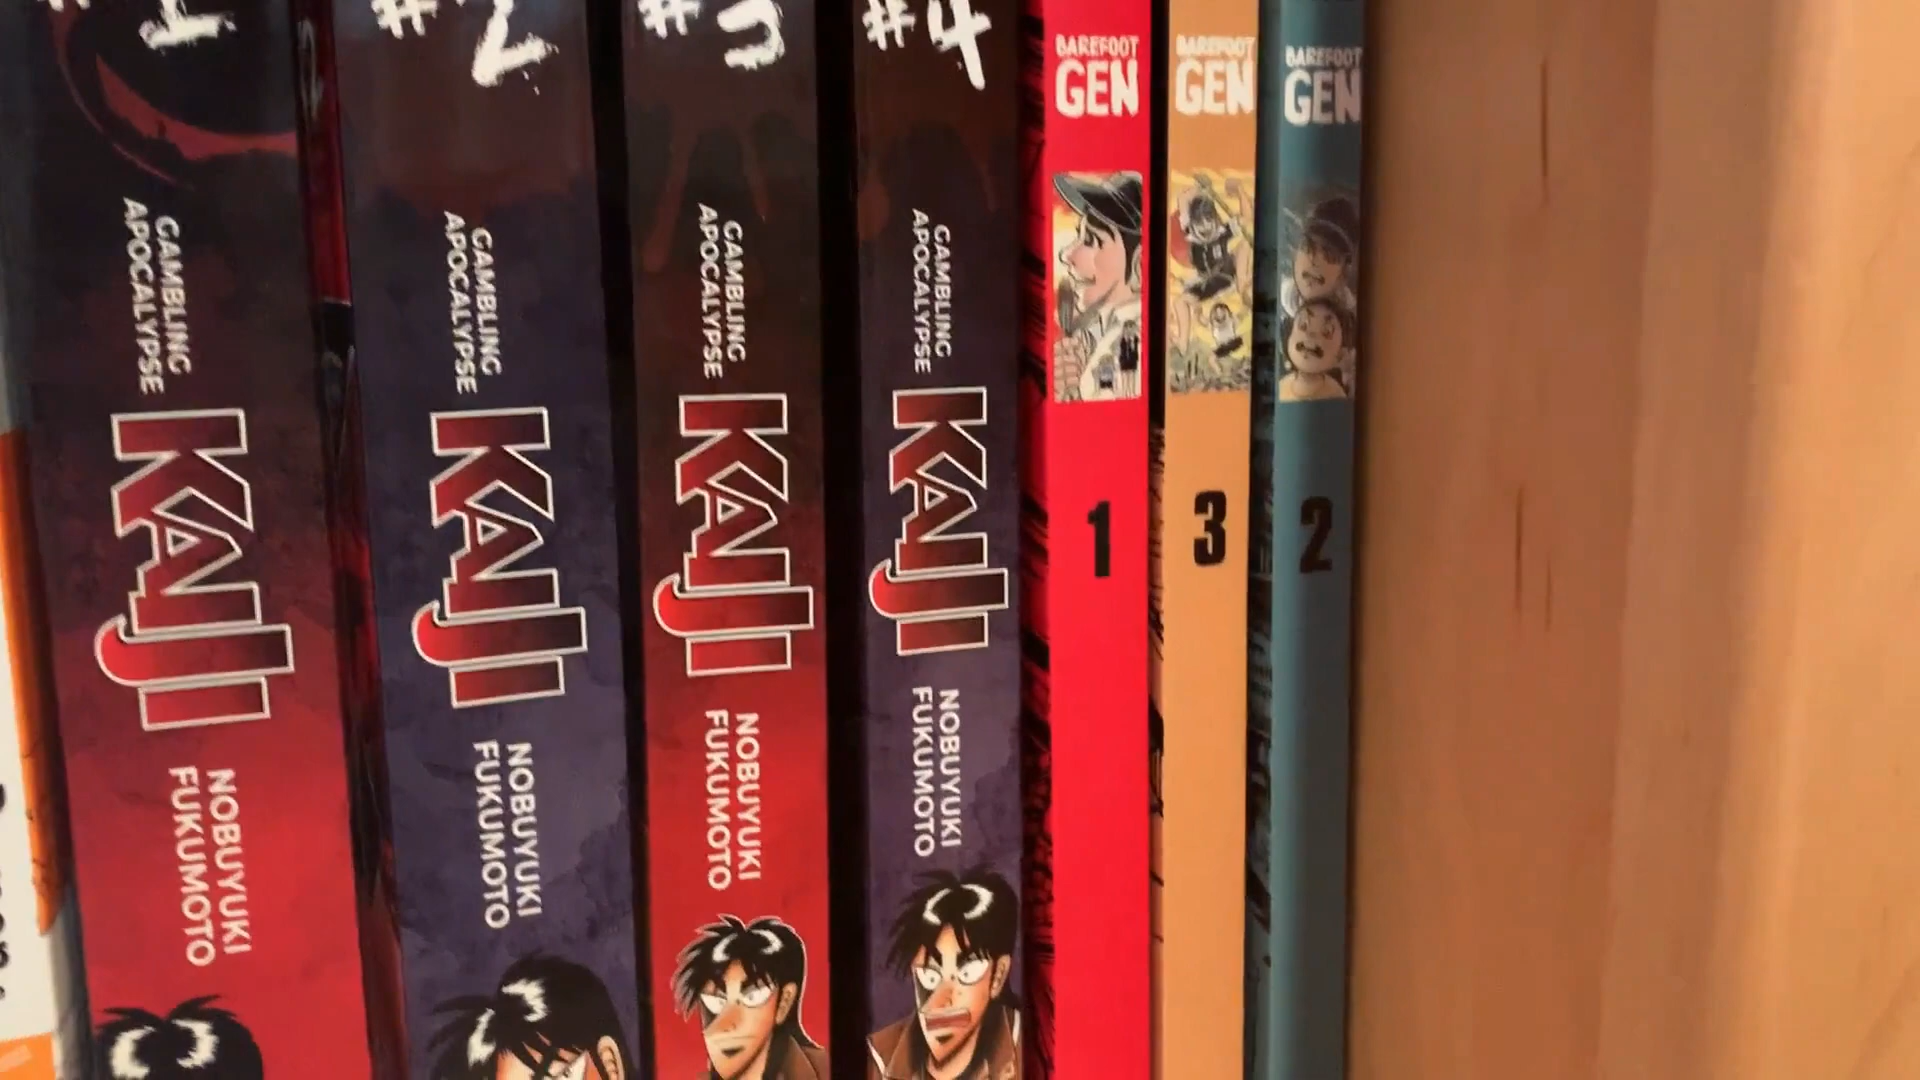 #1
GAMBLING
APOCALYPSE
KAIJI
NOBUYUKI
FUKUMOTO
#2
GAMBLING
APOCALYPSE
KAIJI
NOBUYUKI
FUKUMOTO
#3
GAMBLING
APOCALYPSE
KAIJI
NOBUYUKI
FUKUMOTO
#4
GAMBLING
APOCALYPSE
KAIJI
NOBUYUKI
FUKUMOTO
BAREFOOT
GEN
1
BAREFOOT
GEN
3
BAREFOOT
GEN
2